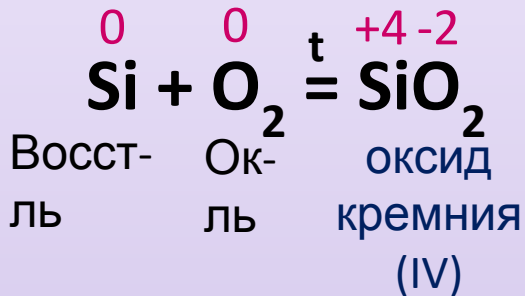 0 0 +4 -2
t
Si + O₂ = SiO₂
Восст- Ок- оксид
ль ль кремния
(IV)